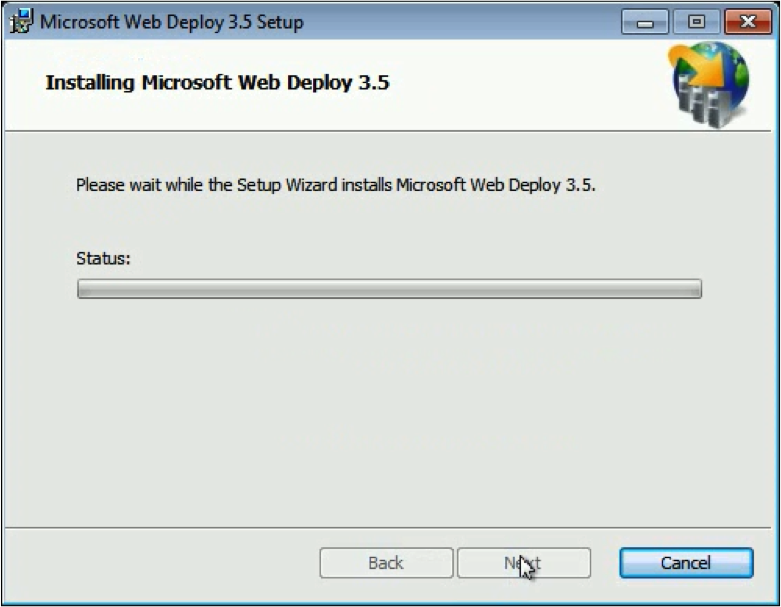 Microsoft Web Deploy 3.5 Setup
Installing Microsoft Web Deploy 3.5
Please wait while the Setup Wizard installs Microsoft Web Deploy 3.5.
Status:
Back Next Cancel